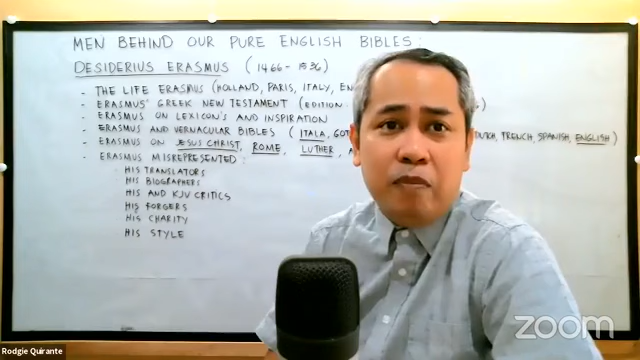 MEN BEHIND OUR PURE ENGLISH BIBLES:
DESIDERIUS ERASMUS (1466-1536)
- THE LIFE ERASMUS (HOLLAND, PARIS, ITALY,
- ERASMUS' GREEK NEW TESTAMENT (EDITION
- ERASMUS ON LEXICON'S AND INSPIRATION
- ERASMUS AND VERNACULAR BIBLES (ITALA, FRENCH, SPANISH, ENGLISH)
- ERASMUS ON JESUS CHRIST, ROME, LUTHER,
- ERASMUS MISREPRESENTED:
- HIS TRANSLATORS
- HIS BIOGRAPHERS
- HIS AND KJV CRITICS
- HIS FORGERS
- HIS CHARITY
- HIS STYLE
zoom
Rodgie Quirante